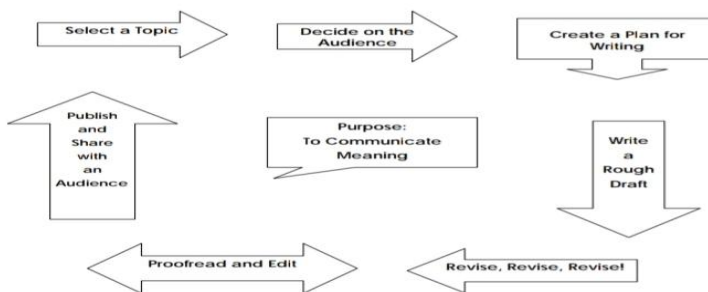 Select a Topic
Decide on the
Audience
Create a Plan for
Writing
Write
a
Rough
Draft
Revise, Revise, Revise!
Proofread and Edit
Publish
and
Share
with
an
Audience
Purpose:
To Communicate
Meaning